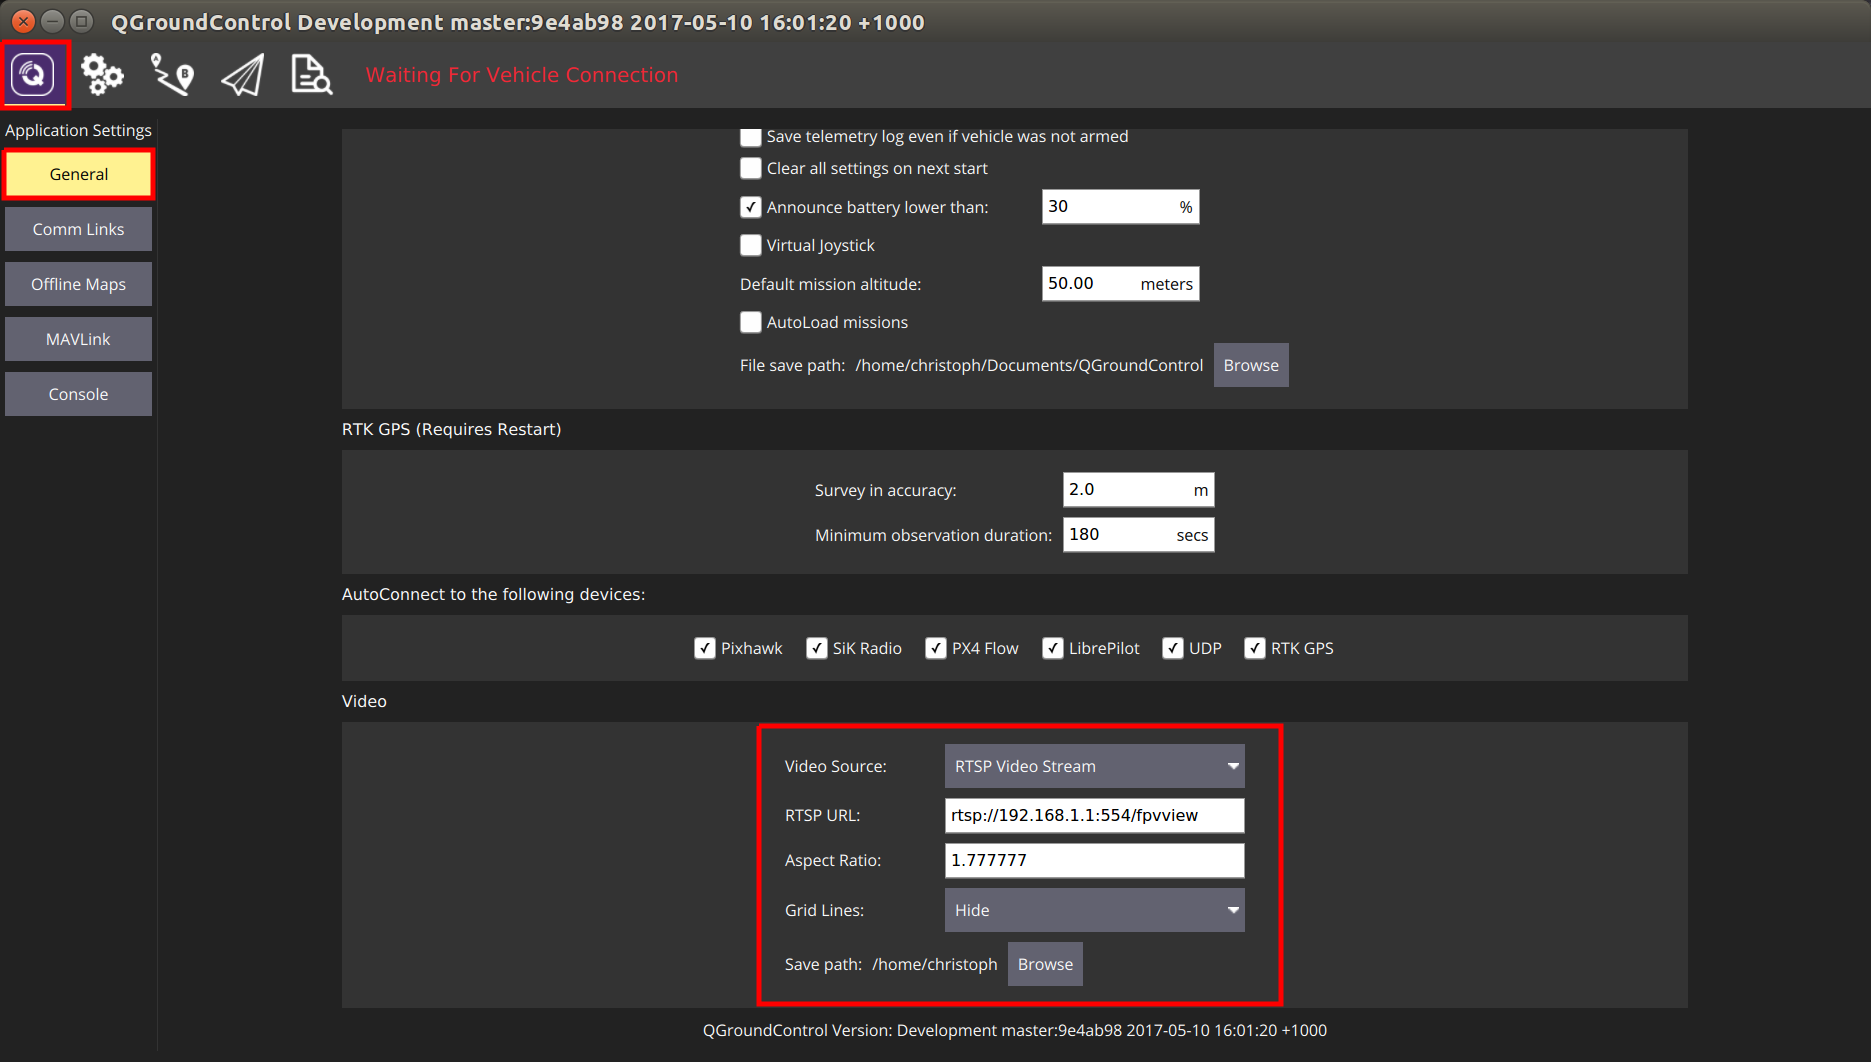 QGroundControl Development master:9e4ab98 2017-05-10 16:01:20 +1000
Waiting For Vehicle Connection
Application Settings
General
Comm Links
Offline Maps
MAVLink
Console
Save telemetry log even if vehicle was not armed
Clear all settings on next start
Announce battery lower than: 30 %
Virtual Joystick
Default mission altitude: 50.00 meters
AutoLoad missions
File save path: /home/christoph/Documents/QGroundControl Browse
RTK GPS (Requires Restart)
Survey in accuracy: 2.0 m
Minimum observation duration: 180 secs
AutoConnect to the following devices:
Pixhawk SiK Radio PX4 Flow LibrePilot UDP RTK GPS
Video
Video Source: RTSP Video Stream
RTSP URL: rtsp://192.168.1.1:554/fpvview
Aspect Ratio: 1.777777
Grid Lines: Hide
Save path: /home/christoph Browse
QGroundControl Version: Development master:9e4ab98 2017-05-10 16:01:20 +1000